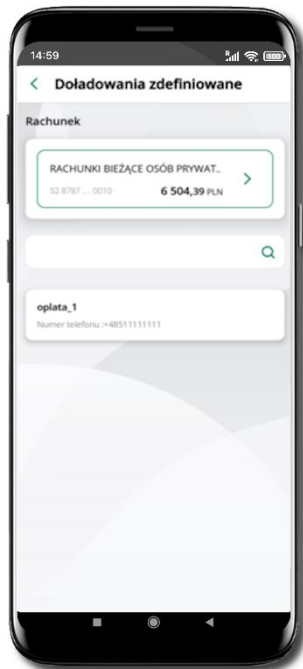 14:59
Doładowania zdefiniowane
Rachunek
RACHUNKI BIEŻĄCE OSÓB PRYWAT..
52 8787 .... 0010 6 504,39 PLN
oplata_1
Numer telefonu :+48511111111